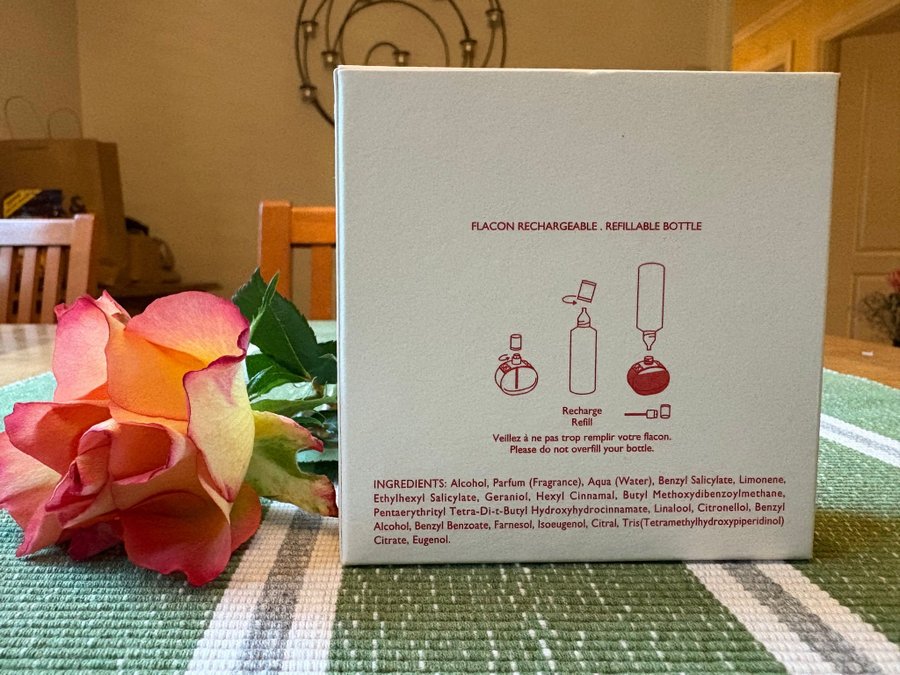 FLACON RECHARGEABLE . REFILLABLE BOTTLE
Recharge
Refill
Veillez à ne pas trop remplir votre flacon.
Please do not overfill your bottle.
INGREDIENTS: Alcohol, Parfum (Fragrance), Aqua (Water), Benzyl Salicylate, Limonene,
Ethylhexyl Salicylate, Geraniol, Hexyl Cinnamal, Butyl Methoxydibenzoylmethane,
Pentaerythrityl Tetra-Di-t-Butyl Hydroxyhydrocinnamate, Linalool, Citronellol, Benzyl
Alcohol, Benzyl Benzoate, Farnesol, Isoeugenol, Citral, Tris(Tetramethylhydroxypiperidinol)
Citrate, Eugenol.